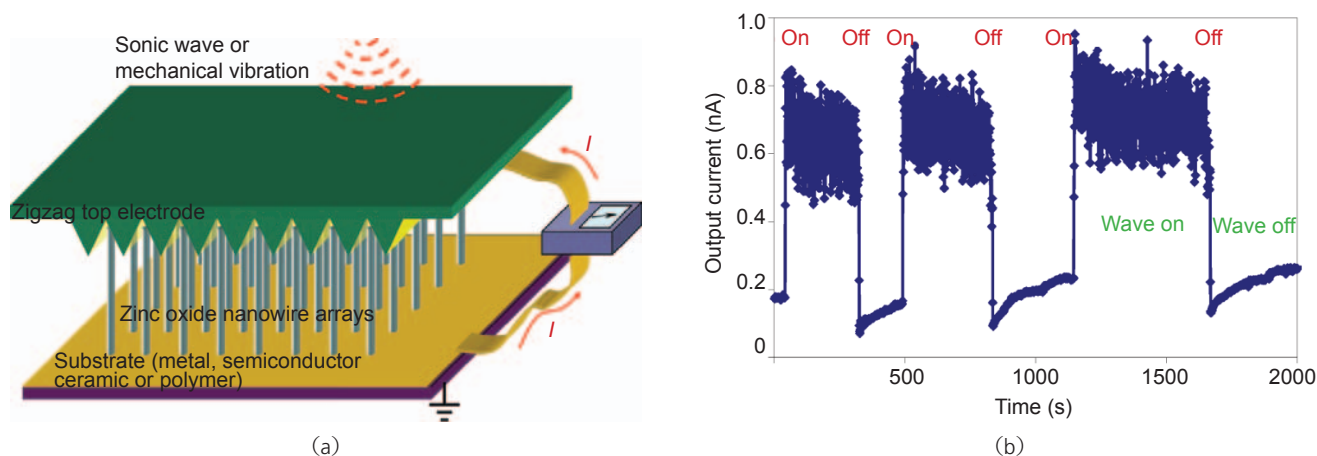 Sonic wave or
mechanical vibration
I
Zigzag top electrode
Zinc oxide nanowire arrays
I
Substrate (metal, semiconductor
ceramic or polymer)
(a)
(b)
Output current (nA)
1.0
0.8
0.6
0.4
0.2
0
On Off On Off On Off
Wave on Wave off
500 1000 1500 2000
Time (s)